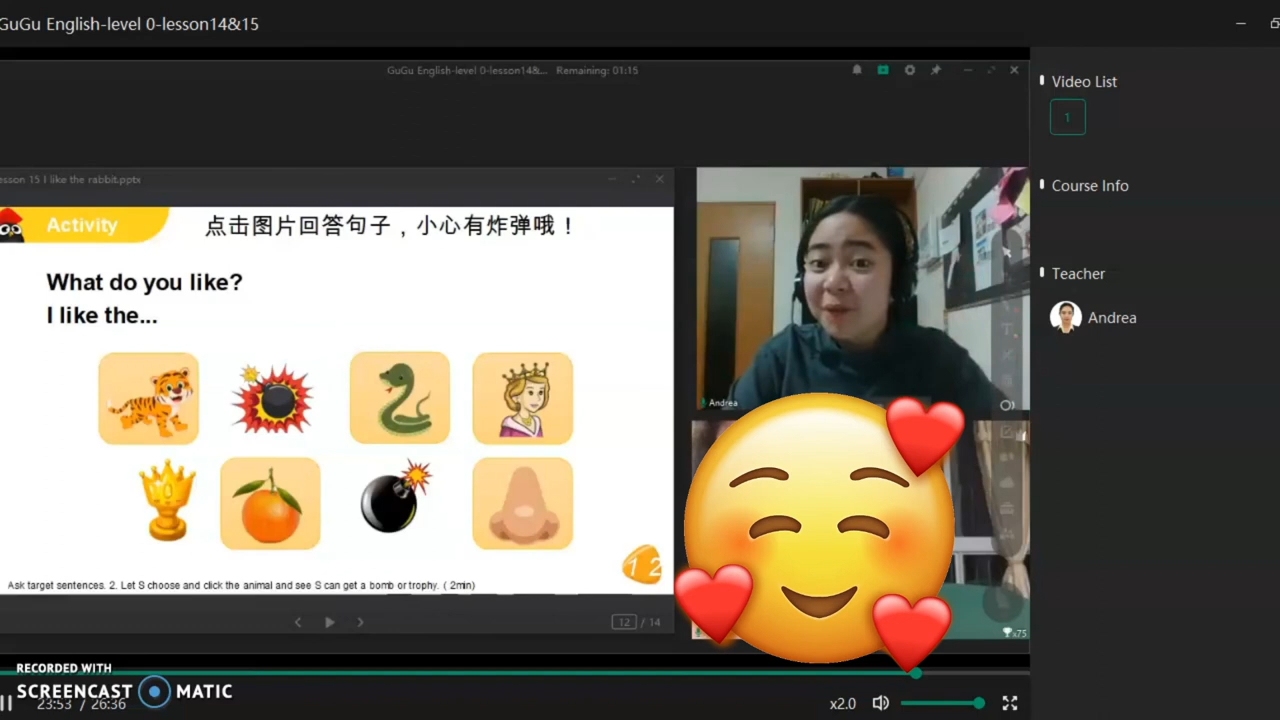 GuGu English-level 0-lesson14&15
GuGu English-level 0-lesson14&... Remaining: 01:15
Video List
1
Course Info
Teacher
Andrea
esson 15 I like the rabbit.pptx
Activity
点击图片回答句子，小心有炸弹哦！
What do you like?
I like the...
Andrea
12
Ask target sentences. 2. Let S choose and click the animal and see S can get a bomb or trophy. ( 2min)
12 / 14
x75
RECORDED WITH
SCREENCAST MATIC
23:53 / 26:36
x2.0